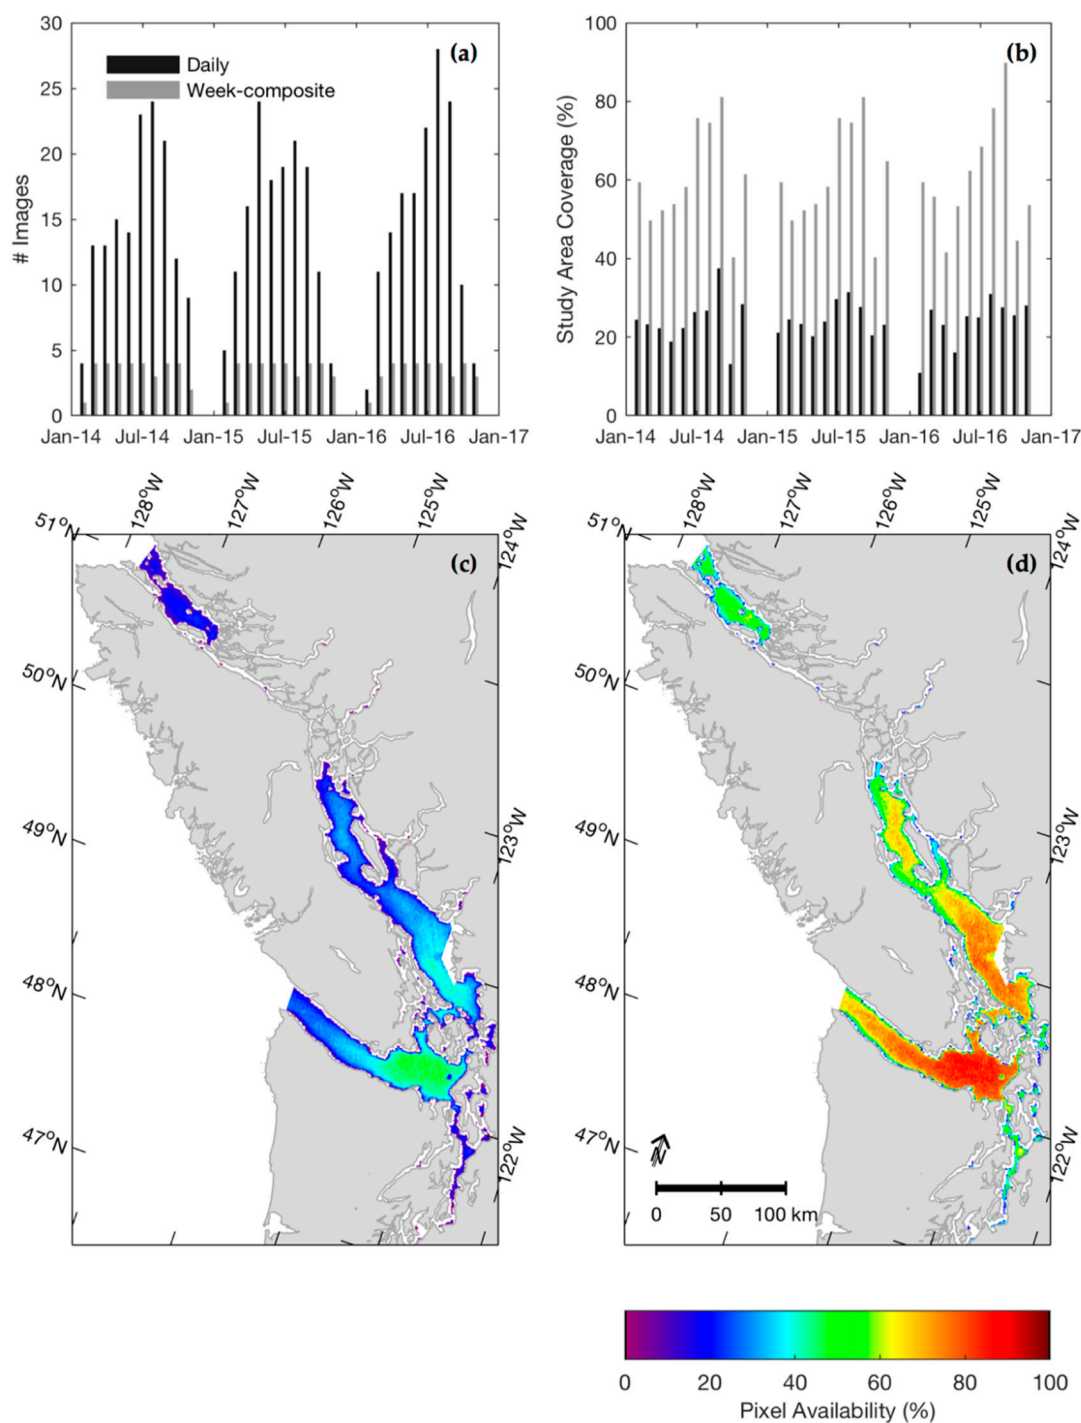 30
25
20
15
10
5
0
# Images
(a)
Daily
Week-composite
Jan-14 Jul-14 Jan-15 Jul-15 Jan-16 Jul-16 Jan-17
100
80
60
40
20
0
Study Area Coverage (%)
(b)
Jan-14 Jul-14 Jan-15 Jul-15 Jan-16 Jul-16 Jan-17
128°W 127°W 126°W 125°W 124°W
51°N
50°N
49°N
48°N
47°N
123°W
122°W
(c)
128°W 127°W 126°W 125°W 124°W
51°N
50°N
49°N
48°N
47°N
123°W
122°W
(d)
N
0 50 100 km
0 20 40 60 80 100
Pixel Availability (%)